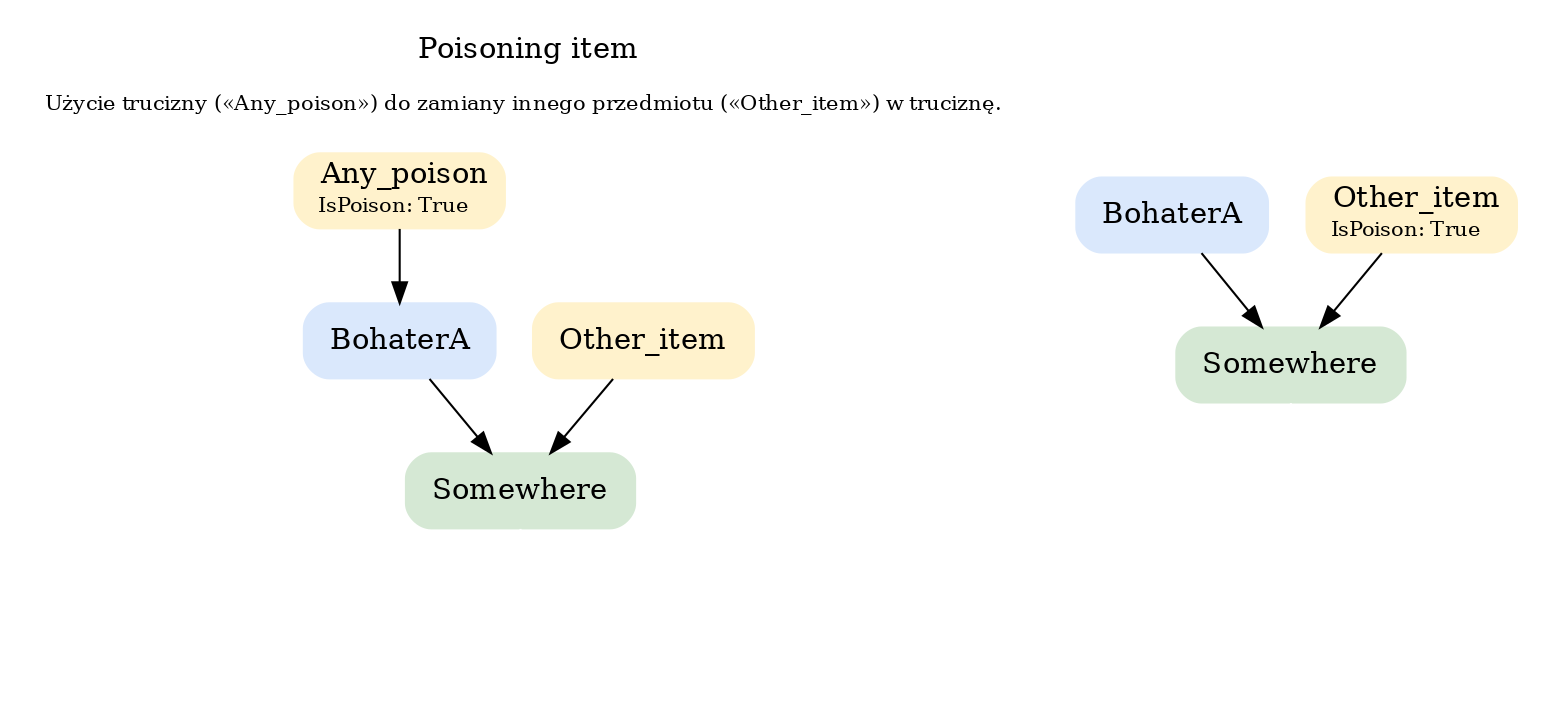 Poisoning item
Użycie trucizny («Any_poison») do zamiany innego przedmiotu («Other_item») w truciznę.
Any_poison
IsPoison: True
BohaterA
Other_item
Somewhere
BohaterA
Other_item
IsPoison: True
Somewhere